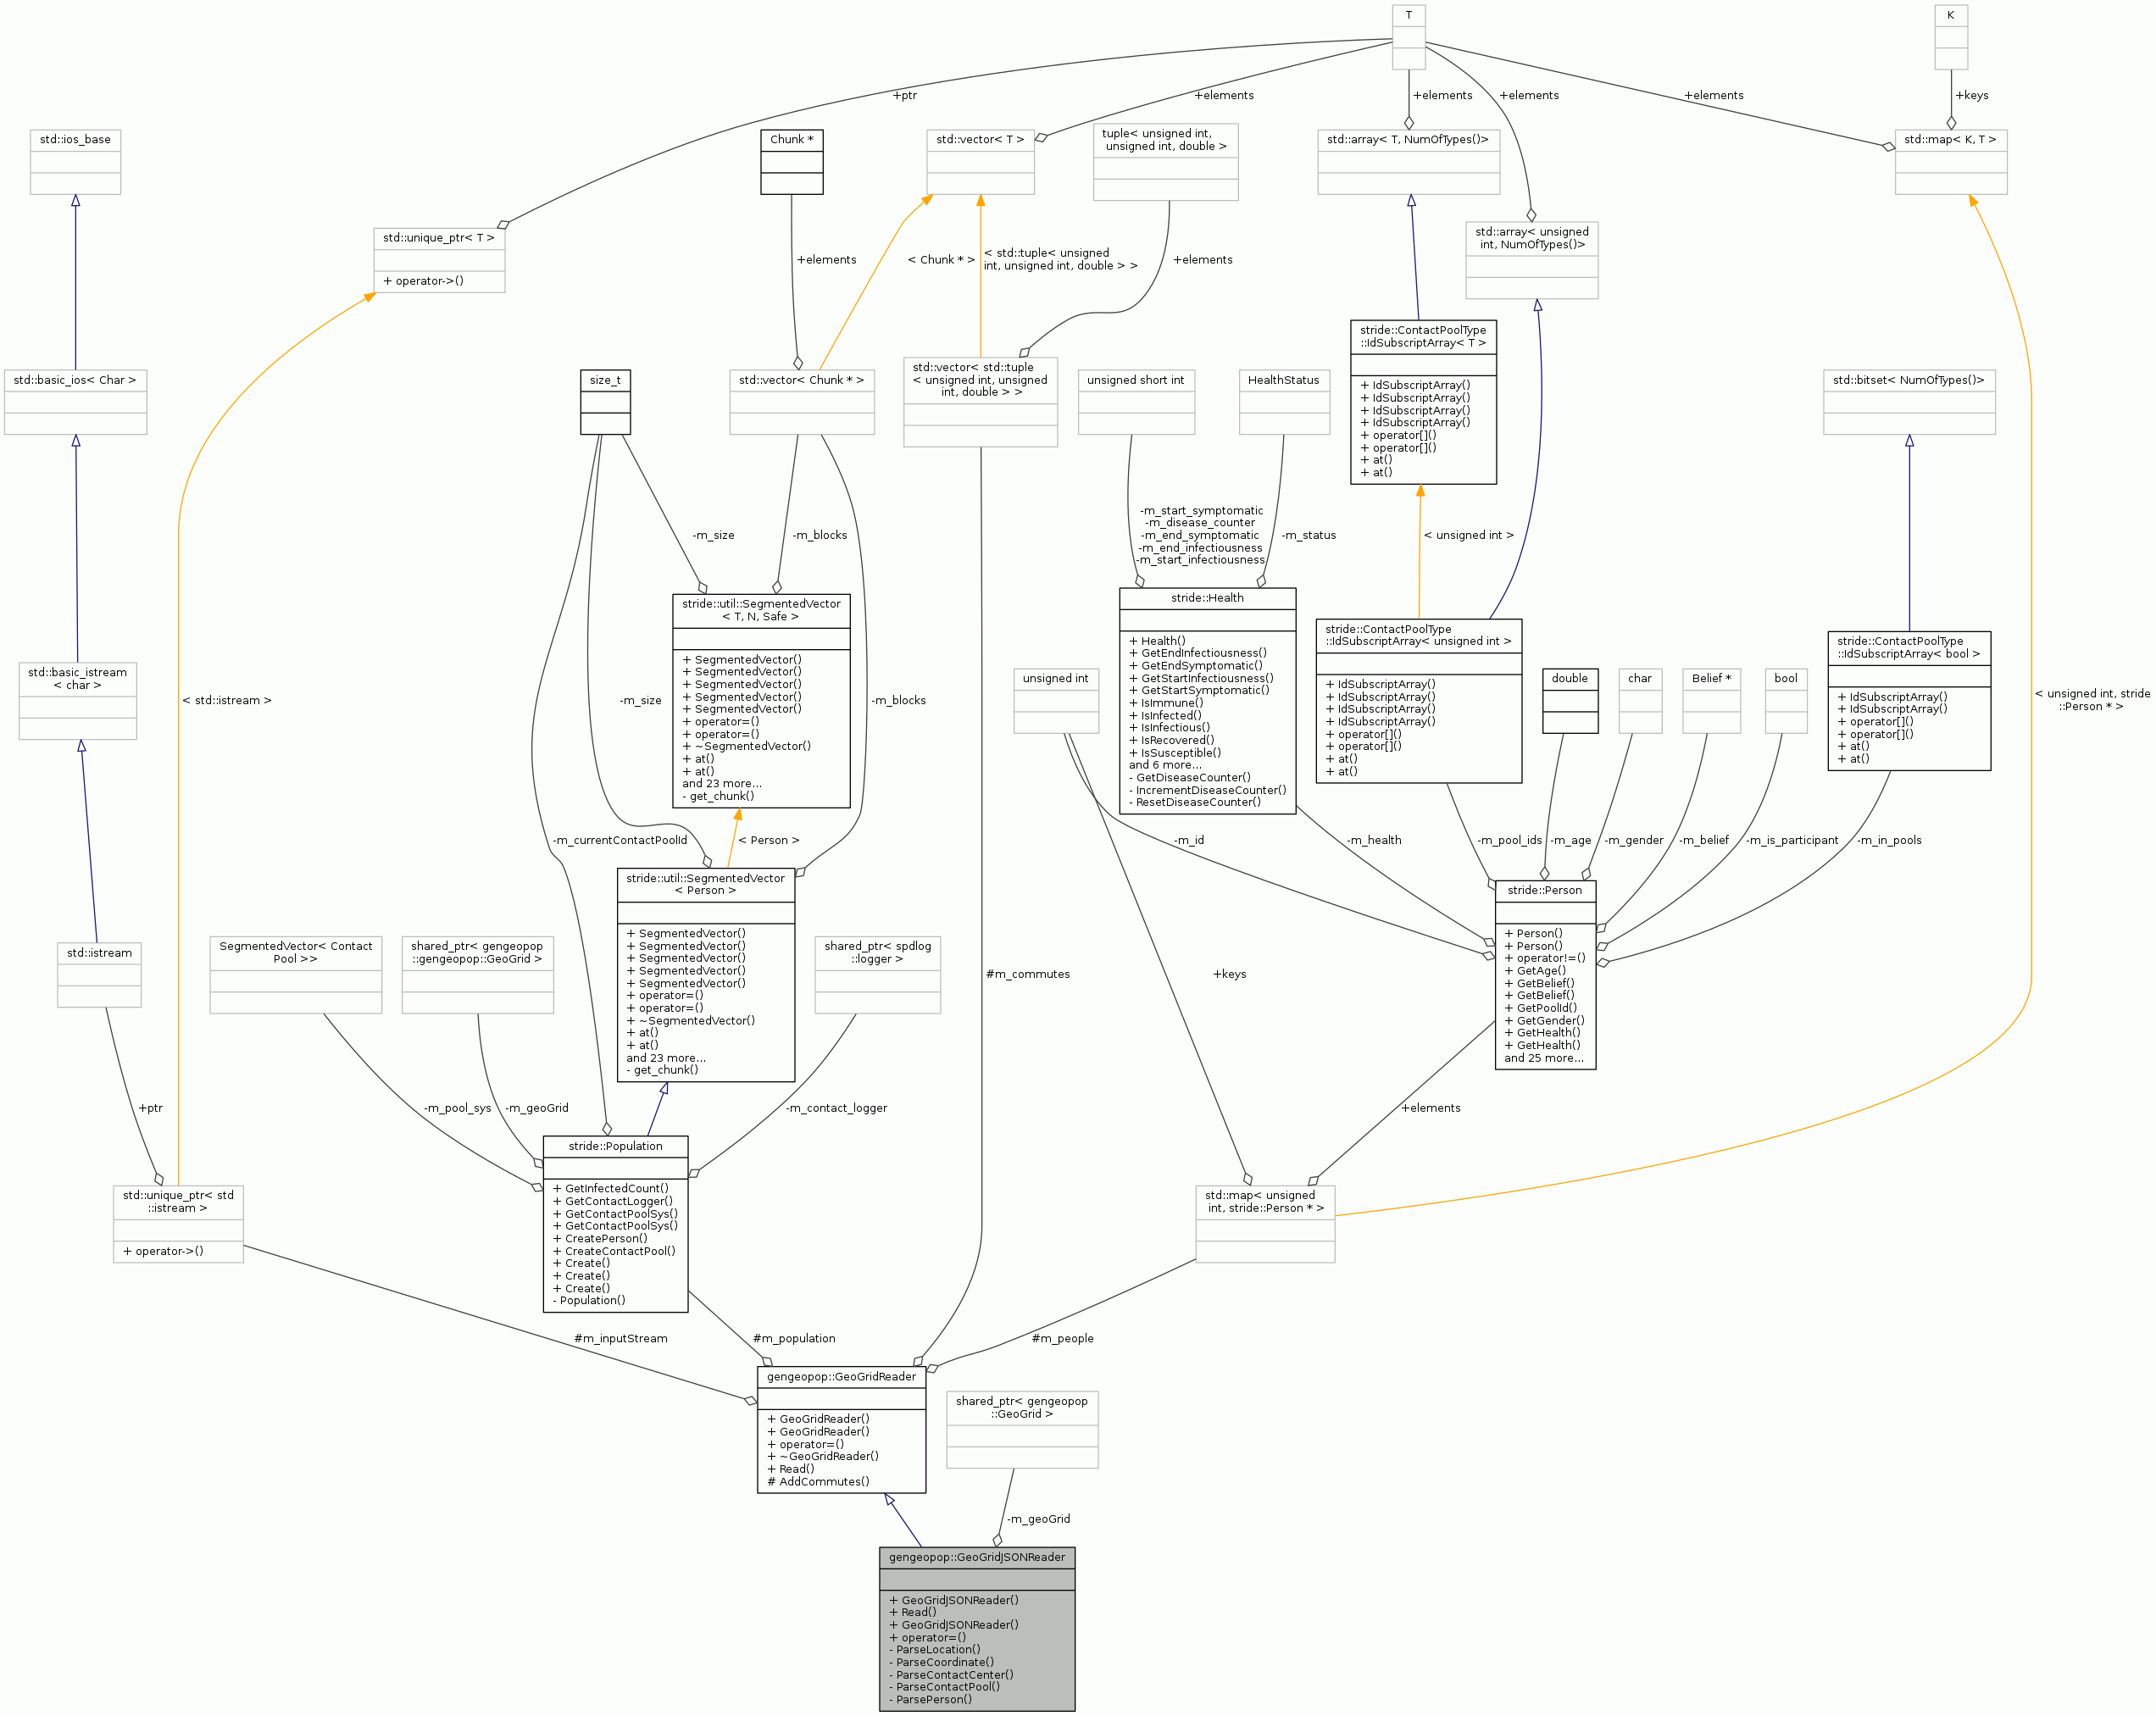 T
K
+ptr
+elements
+elements
+elements
+elements
+keys
std::ios_base
Chunk *
std::vector< T >
tuple< unsigned int,
unsigned int, double >
std::array< T, NumOfTypes()>
std::map< K, T >
std::unique_ptr< T >
+ operator->()
std::array< unsigned
int, NumOfTypes()>
+elements
< Chunk * >
< std::tuple< unsigned
int, unsigned int, double > >
+elements
std::basic_ios< Char >
size_t
std::vector< Chunk * >
std::vector< std::tuple
< unsigned int, unsigned
int, double > >
unsigned short int
HealthStatus
stride::ContactPoolType
::IdSubscriptArray< T >
+ IdSubscriptArray()
+ IdSubscriptArray()
+ IdSubscriptArray()
+ IdSubscriptArray()
+ operator[]()
+ operator[]()
+ at()
+ at()
std::bitset< NumOfTypes()>
-m_size
-m_blocks
-m_start_symptomatic
-m_disease_counter
-m_end_symptomatic
-m_end_infectiousness
-m_start_infectiousness
-m_status
< unsigned int >
std::basic_istream
< char >
< std::istream >
-m_size
stride::util::SegmentedVector
< T, N, Safe >
+ SegmentedVector()
+ SegmentedVector()
+ SegmentedVector()
+ SegmentedVector()
+ SegmentedVector()
+ operator=()
+ operator=()
+ ~SegmentedVector()
+ at()
+ at()
and 23 more...
- get_chunk()
-m_blocks
unsigned int
stride::Health
+ Health()
+ GetEndInfectiousness()
+ GetEndSymptomatic()
+ GetStartInfectiousness()
+ GetStartSymptomatic()
+ IsImmune()
+ IsInfected()
+ IsInfectious()
+ IsRecovered()
+ IsSusceptible()
and 6 more...
- GetDiseaseCounter()
- IncrementDiseaseCounter()
- ResetDiseaseCounter()
stride::ContactPoolType
::IdSubscriptArray< unsigned int >
+ IdSubscriptArray()
+ IdSubscriptArray()
+ IdSubscriptArray()
+ IdSubscriptArray()
+ operator[]()
+ operator[]()
+ at()
+ at()
double
char
Belief *
bool
stride::ContactPoolType
::IdSubscriptArray< bool >
+ IdSubscriptArray()
+ IdSubscriptArray()
+ operator[]()
+ operator[]()
+ at()
+ at()
< unsigned int, stride
::Person * >
-m_currentContactPoolId
< Person >
-m_id
-m_health
-m_pool_ids
-m_age
-m_gender
-m_belief
-m_is_participant
-m_in_pools
std::istream
SegmentedVector< Contact
Pool >>
shared_ptr< gengeopop
::gengeopop::GeoGrid >
stride::util::SegmentedVector
< Person >
+ SegmentedVector()
+ SegmentedVector()
+ SegmentedVector()
+ SegmentedVector()
+ SegmentedVector()
+ operator=()
+ operator=()
+ ~SegmentedVector()
+ at()
+ at()
and 23 more...
- get_chunk()
shared_ptr< spdlog
::logger >
#m_commutes
+keys
stride::Person
+ Person()
+ Person()
+ operator!=()
+ GetAge()
+ GetBelief()
+ GetBelief()
+ GetPoolId()
+ GetGender()
+ GetHealth()
+ GetHealth()
and 25 more...
+ptr
-m_pool_sys
-m_geoGrid
-m_contact_logger
+elements
std::unique_ptr< std
::istream >
+ operator->()
stride::Population
+ GetInfectedCount()
+ GetContactLogger()
+ GetContactPoolSys()
+ GetContactPoolSys()
+ CreatePerson()
+ CreateContactPool()
+ Create()
+ Create()
+ Create()
- Population()
std::map< unsigned
int, stride::Person * >
#m_inputStream
#m_population
#m_people
gengeopop::GeoGridReader
+ GeoGridReader()
+ GeoGridReader()
+ operator=()
+ ~GeoGridReader()
+ Read()
# AddCommutes()
shared_ptr< gengeopop
::GeoGrid >
-m_geoGrid
gengeopop::GeoGridJSONReader
+ GeoGridJSONReader()
+ Read()
+ GeoGridJSONReader()
+ operator=()
- ParseLocation()
- ParseCoordinate()
- ParseContactCenter()
- ParseContactPool()
- ParsePerson()